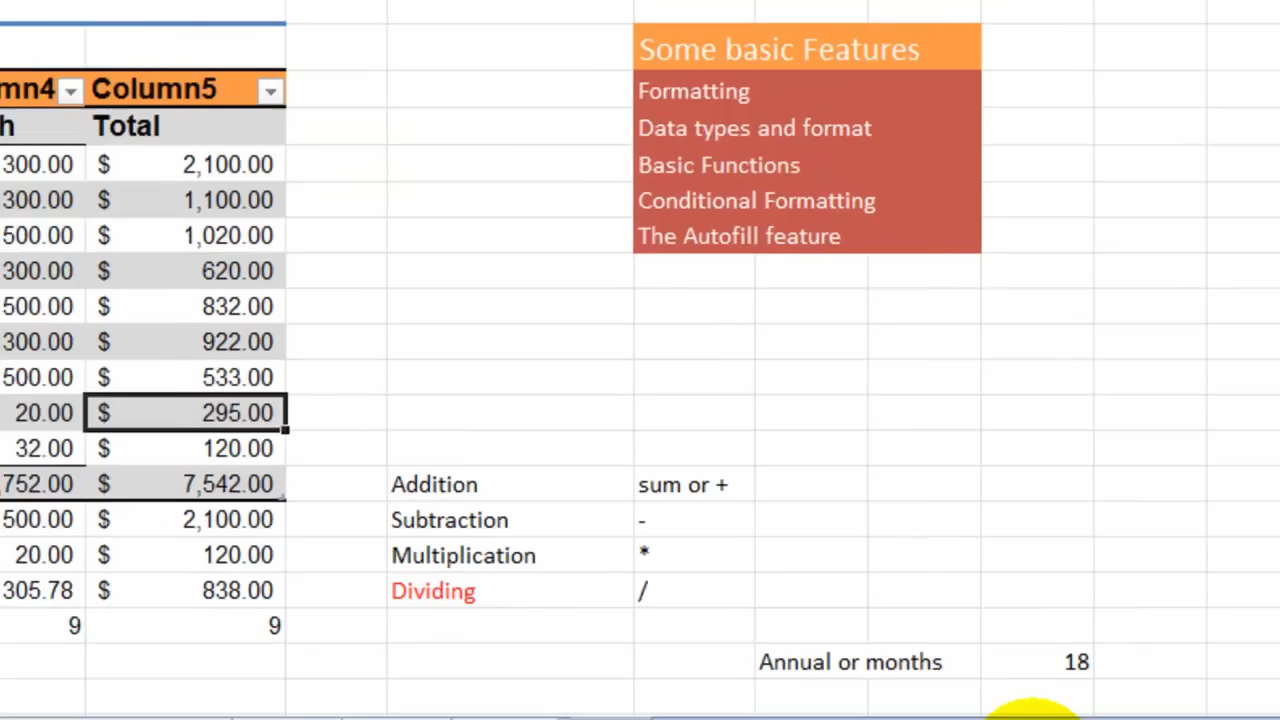 Some basic Features
mn4 Column5
Formatting
h Total
Data types and format
300.00 $ 2,100.00
Basic Functions
300.00 $ 1,100.00
Conditional Formatting
500.00 $ 1,020.00
The Autofill feature
300.00 $ 620.00
500.00 $ 832.00
300.00 $ 922.00
500.00 $ 533.00
20.00 $ 295.00
32.00 $ 120.00
,752.00 $ 7,542.00 Addition sum or +
500.00 $ 2,100.00 Subtraction -
20.00 $ 120.00 Multiplication *
305.78 $ 838.00 Dividing /
9 9
Annual or months 18